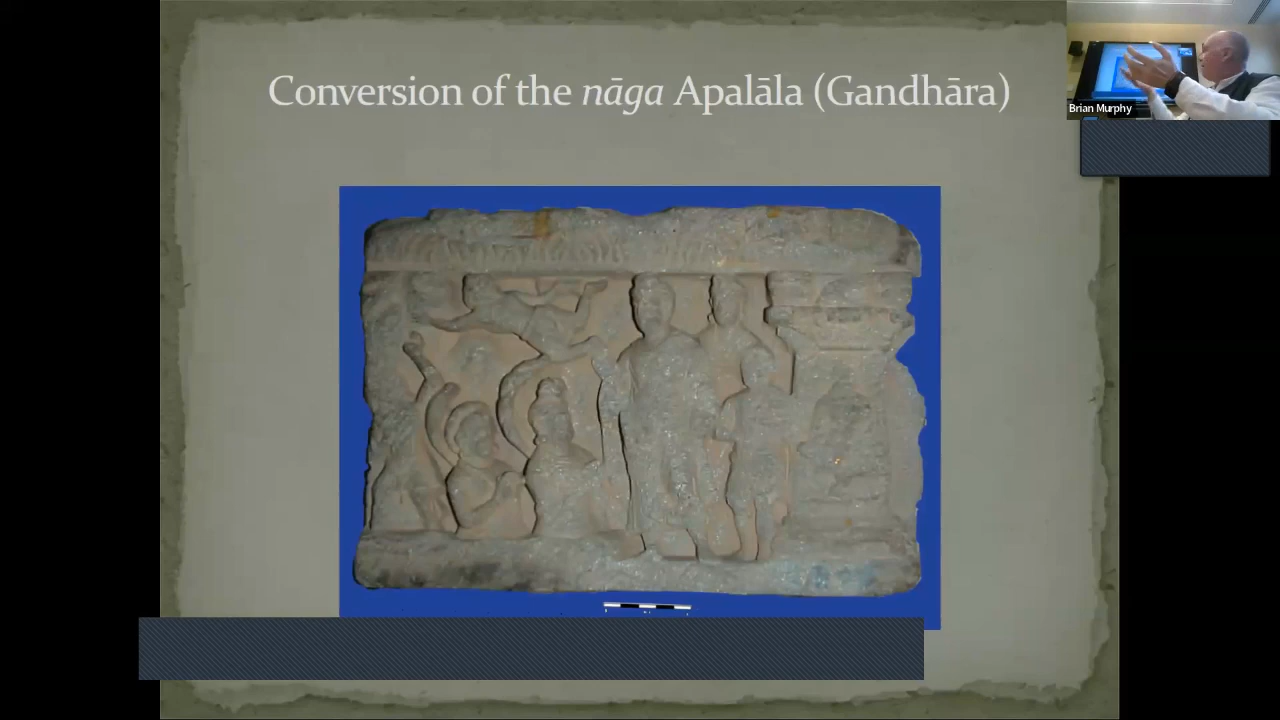 Conversion of the nāga Apalāla (Gandhāra)
Brian Murphy